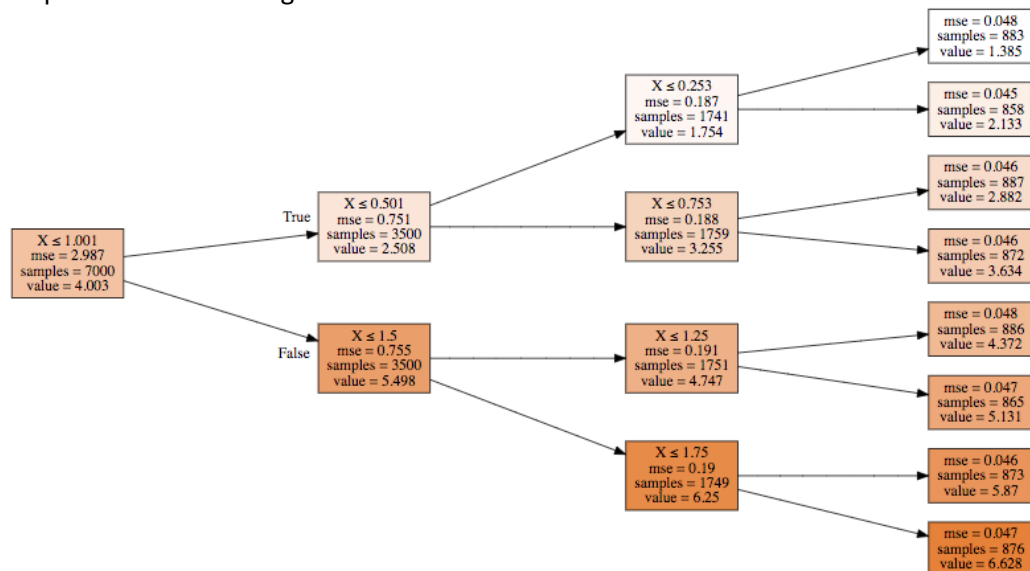 mse = 0.048
samples = 883
value = 1.385
X ≤ 0.253
mse = 0.187
samples = 1741
value = 1.754
mse = 0.045
samples = 858
value = 2.133
mse = 0.046
samples = 887
value = 2.882
True
X ≤ 0.501
mse = 0.751
samples = 3500
value = 2.508
X ≤ 0.753
mse = 0.188
samples = 1759
value = 3.255
X ≤ 1.001
mse = 2.987
samples = 7000
value = 4.003
mse = 0.046
samples = 872
value = 3.634
False
X ≤ 1.5
mse = 0.755
samples = 3500
value = 5.498
X ≤ 1.25
mse = 0.191
samples = 1751
value = 4.747
mse = 0.048
samples = 886
value = 4.372
mse = 0.047
samples = 865
value = 5.131
X ≤ 1.75
mse = 0.19
samples = 1749
value = 6.25
mse = 0.046
samples = 873
value = 5.87
mse = 0.047
samples = 876
value = 6.628